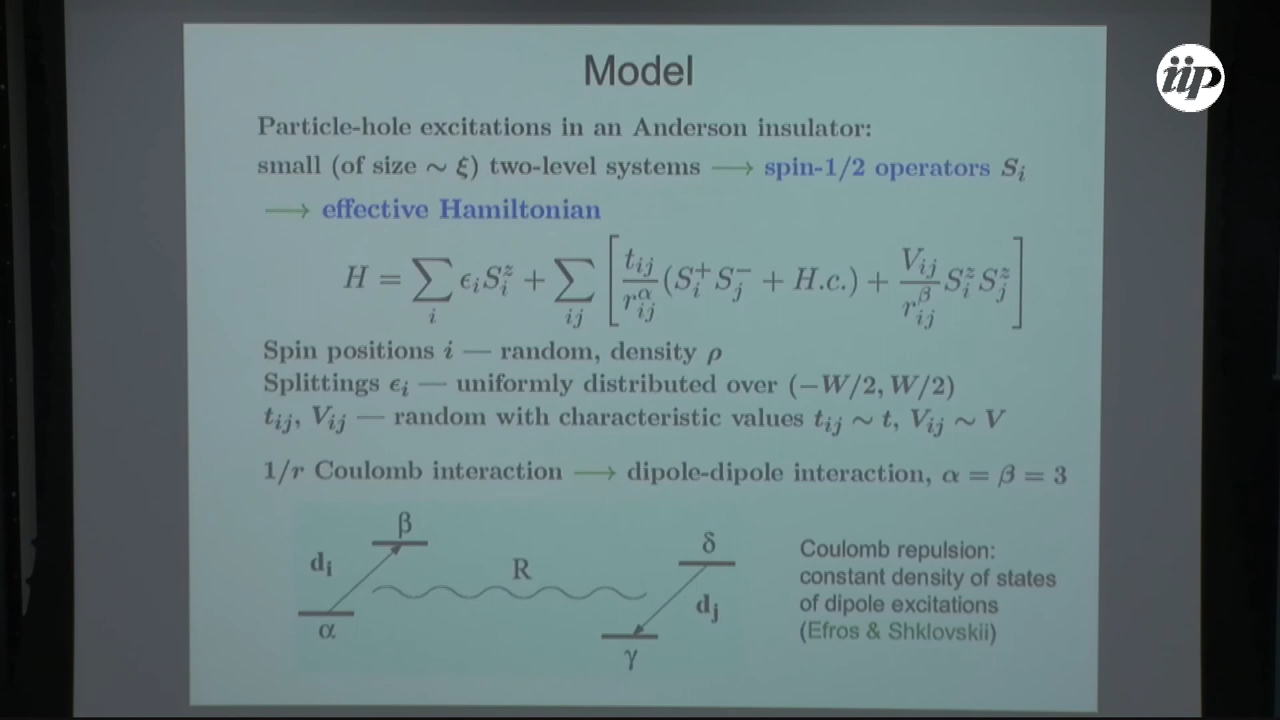 iip
Model
Particle-hole excitations in an Anderson insulator:
small (of size ∼ ξ) two-level systems ⟶ spin-1/2 operators S_i
⟶ effective Hamiltonian
H = ∑_i ϵ_i S_i^z + ∑_{ij} [ t_{ij}/r_{ij}^α (S_i^+ S_j^- + H.c.) + V_{ij}/r_{ij}^β S_i^z S_j^z ]
Spin positions i — random, density ρ
Splittings ϵ_i — uniformly distributed over (−W/2, W/2)
t_{ij}, V_{ij} — random with characteristic values t_{ij} ∼ t, V_{ij} ∼ V
1/r Coulomb interaction ⟶ dipole-dipole interaction, α = β = 3
β
d_i
α
R
δ
d_j
γ
Coulomb repulsion:
constant density of states
of dipole excitations
(Efros & Shklovskii)